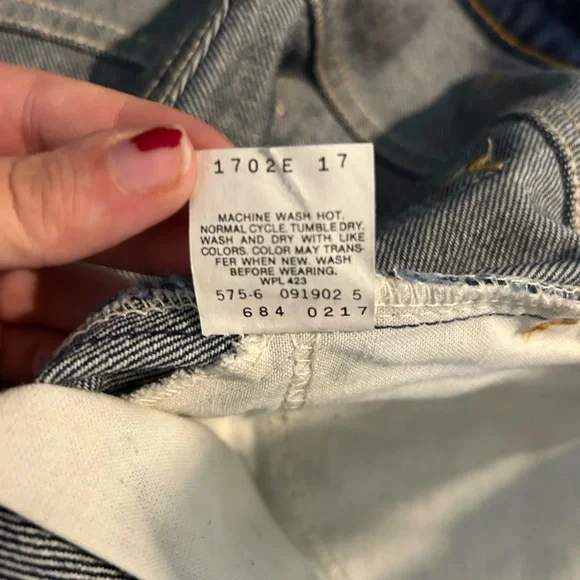 1702E 17
MACHINE WASH HOT.
NORMAL CYCLE. TUMBLE DRY.
WASH AND DRY WITH LIKE
COLORS. COLOR MAY TRANS-
FER WHEN NEW. WASH
BEFORE WEARING.
WPL 423
575-6 091902 5
684 0217